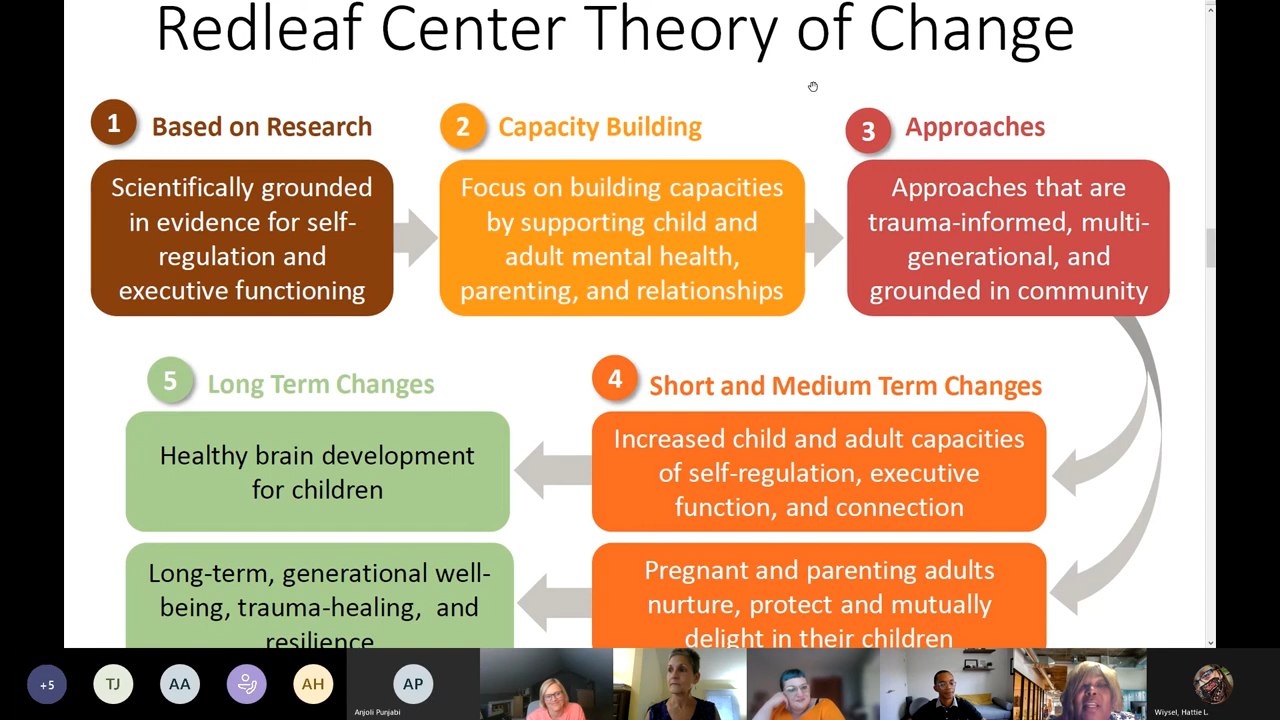 Redleaf Center Theory of Change
1 Based on Research
Scientifically grounded
in evidence for self-
regulation and
executive functioning
2 Capacity Building
Focus on building capacities
by supporting child and
adult mental health,
parenting, and relationships
3 Approaches
Approaches that are
trauma-informed, multi-
generational, and
grounded in community
5 Long Term Changes
Healthy brain development
for children
Long-term, generational well-
being, trauma-healing, and
resilience
4 Short and Medium Term Changes
Increased child and adult capacities
of self-regulation, executive
function, and connection
Pregnant and parenting adults
nurture, protect and mutually
delight in their children
+5
TJ
AA
AH
AP
Anjoli Punjabi
Wiysel, Hattie L.